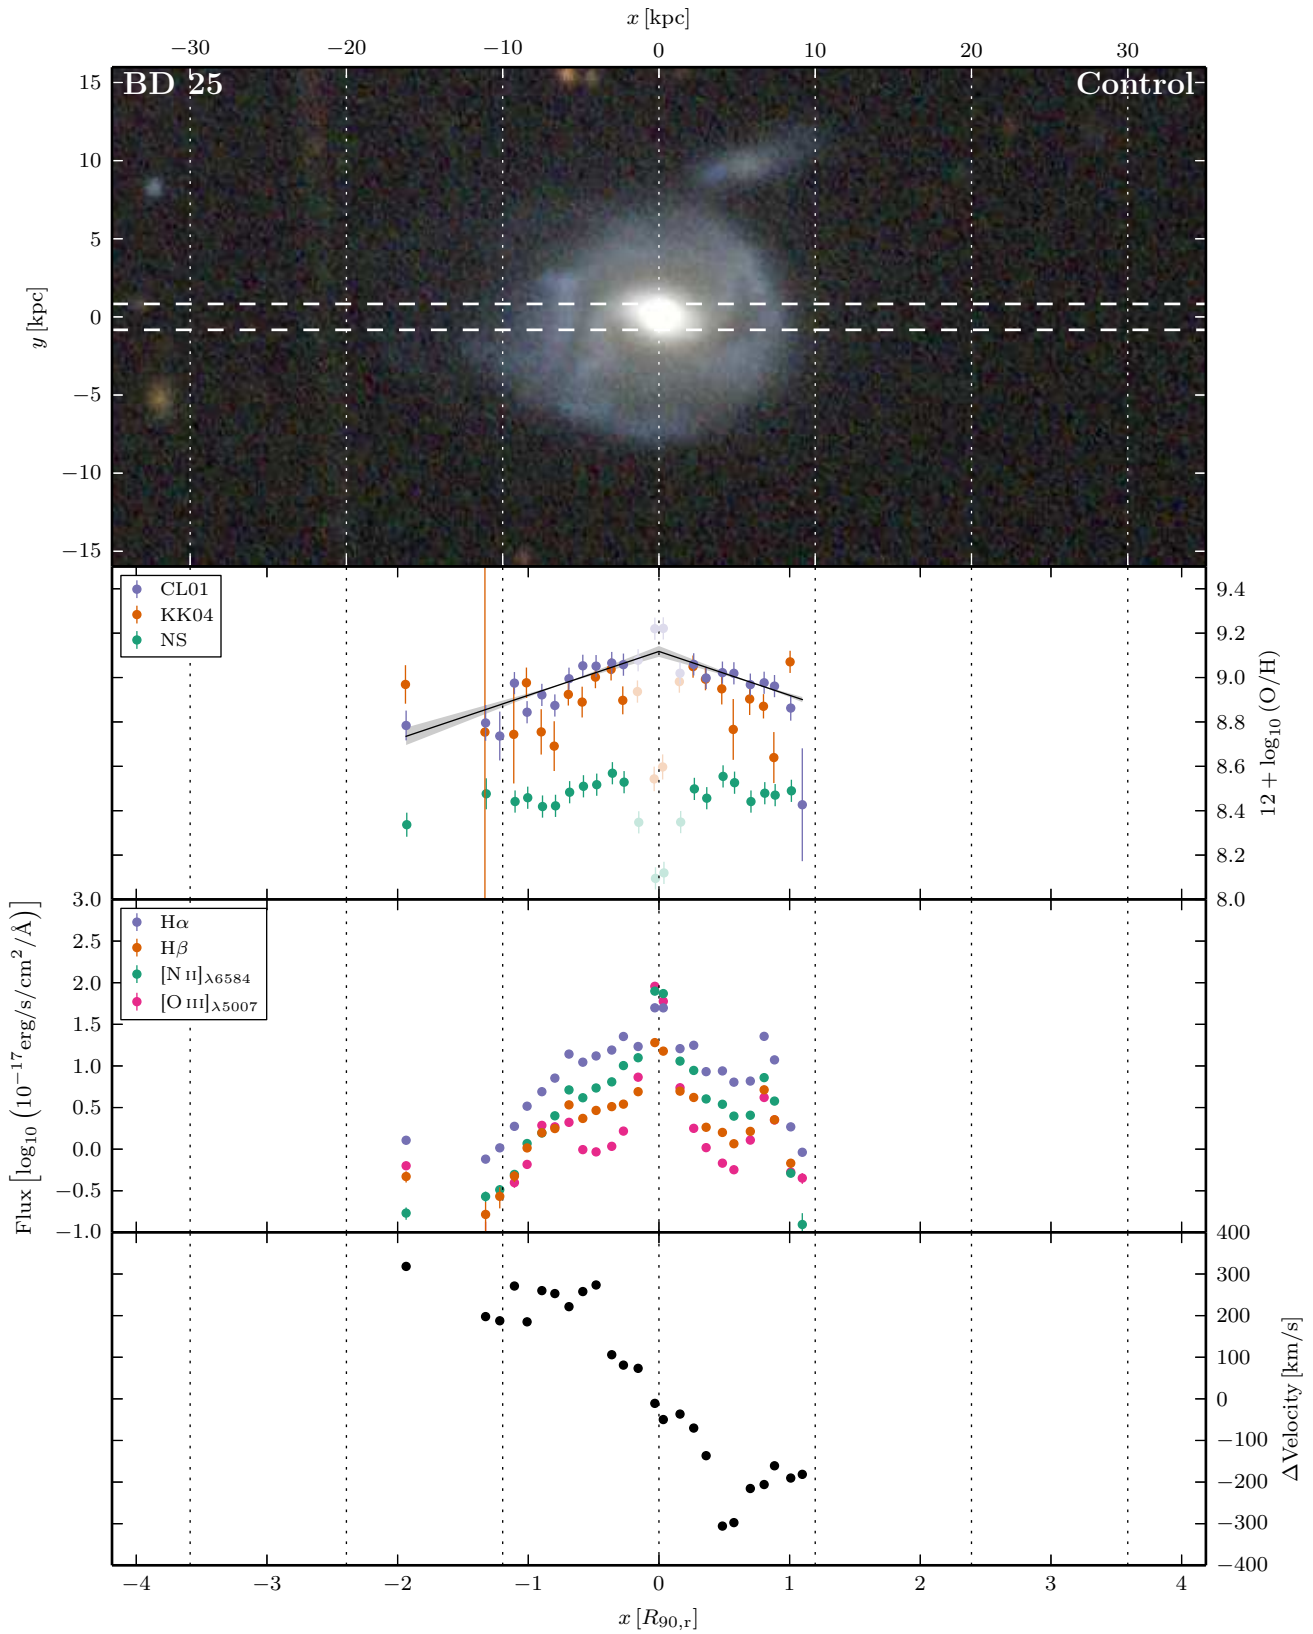 x [kpc]
−30 −20 −10 0 10 20 30
BD 25 Control
15
10
5
0
−5
−10
−15
y [kpc]
CL01
KK04
NS
9.4
9.2
9.0
8.8
8.6
8.4
8.2
8.0
12 + log₁₀ (O/H)
Hα
Hβ
[N II]λ6584
[O III]λ5007
3.0
2.5
2.0
1.5
1.0
0.5
0.0
−0.5
−1.0
Flux [log₁₀ (10⁻¹⁷erg/s/cm²/Å)]
400
300
200
100
0
−100
−200
−300
−400
ΔVelocity [km/s]
−4 −3 −2 −1 0 1 2 3 4
x [R₉₀,ᵣ]